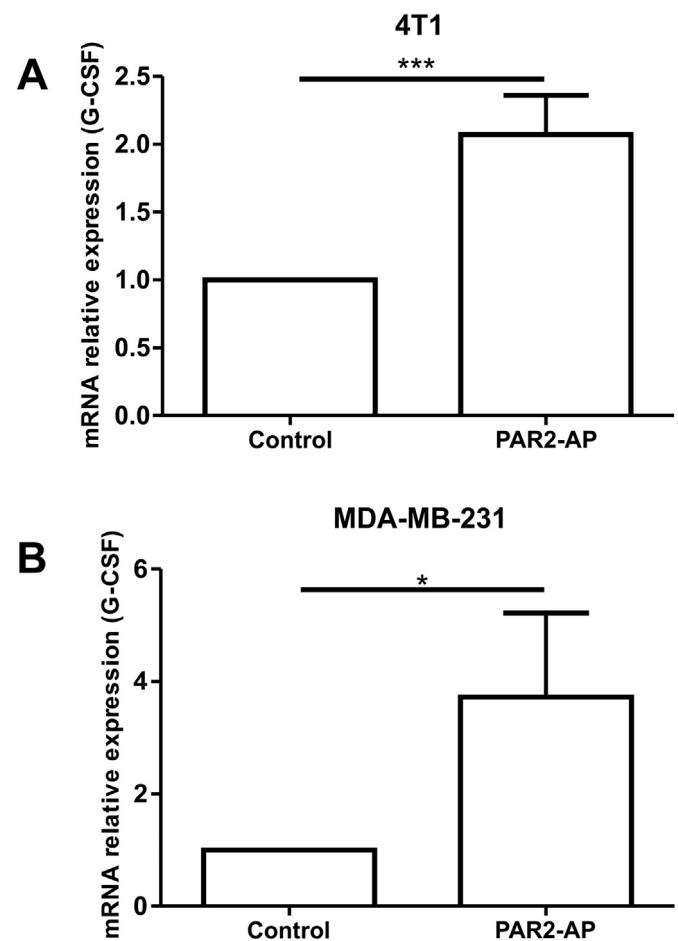 4T1
A
***
mRNA relative expression (G-CSF)
2.5
2.0
1.5
1.0
0.5
0.0
Control
PAR2-AP
MDA-MB-231
B
*
mRNA relative expression (G-CSF)
6
4
2
0
Control
PAR2-AP